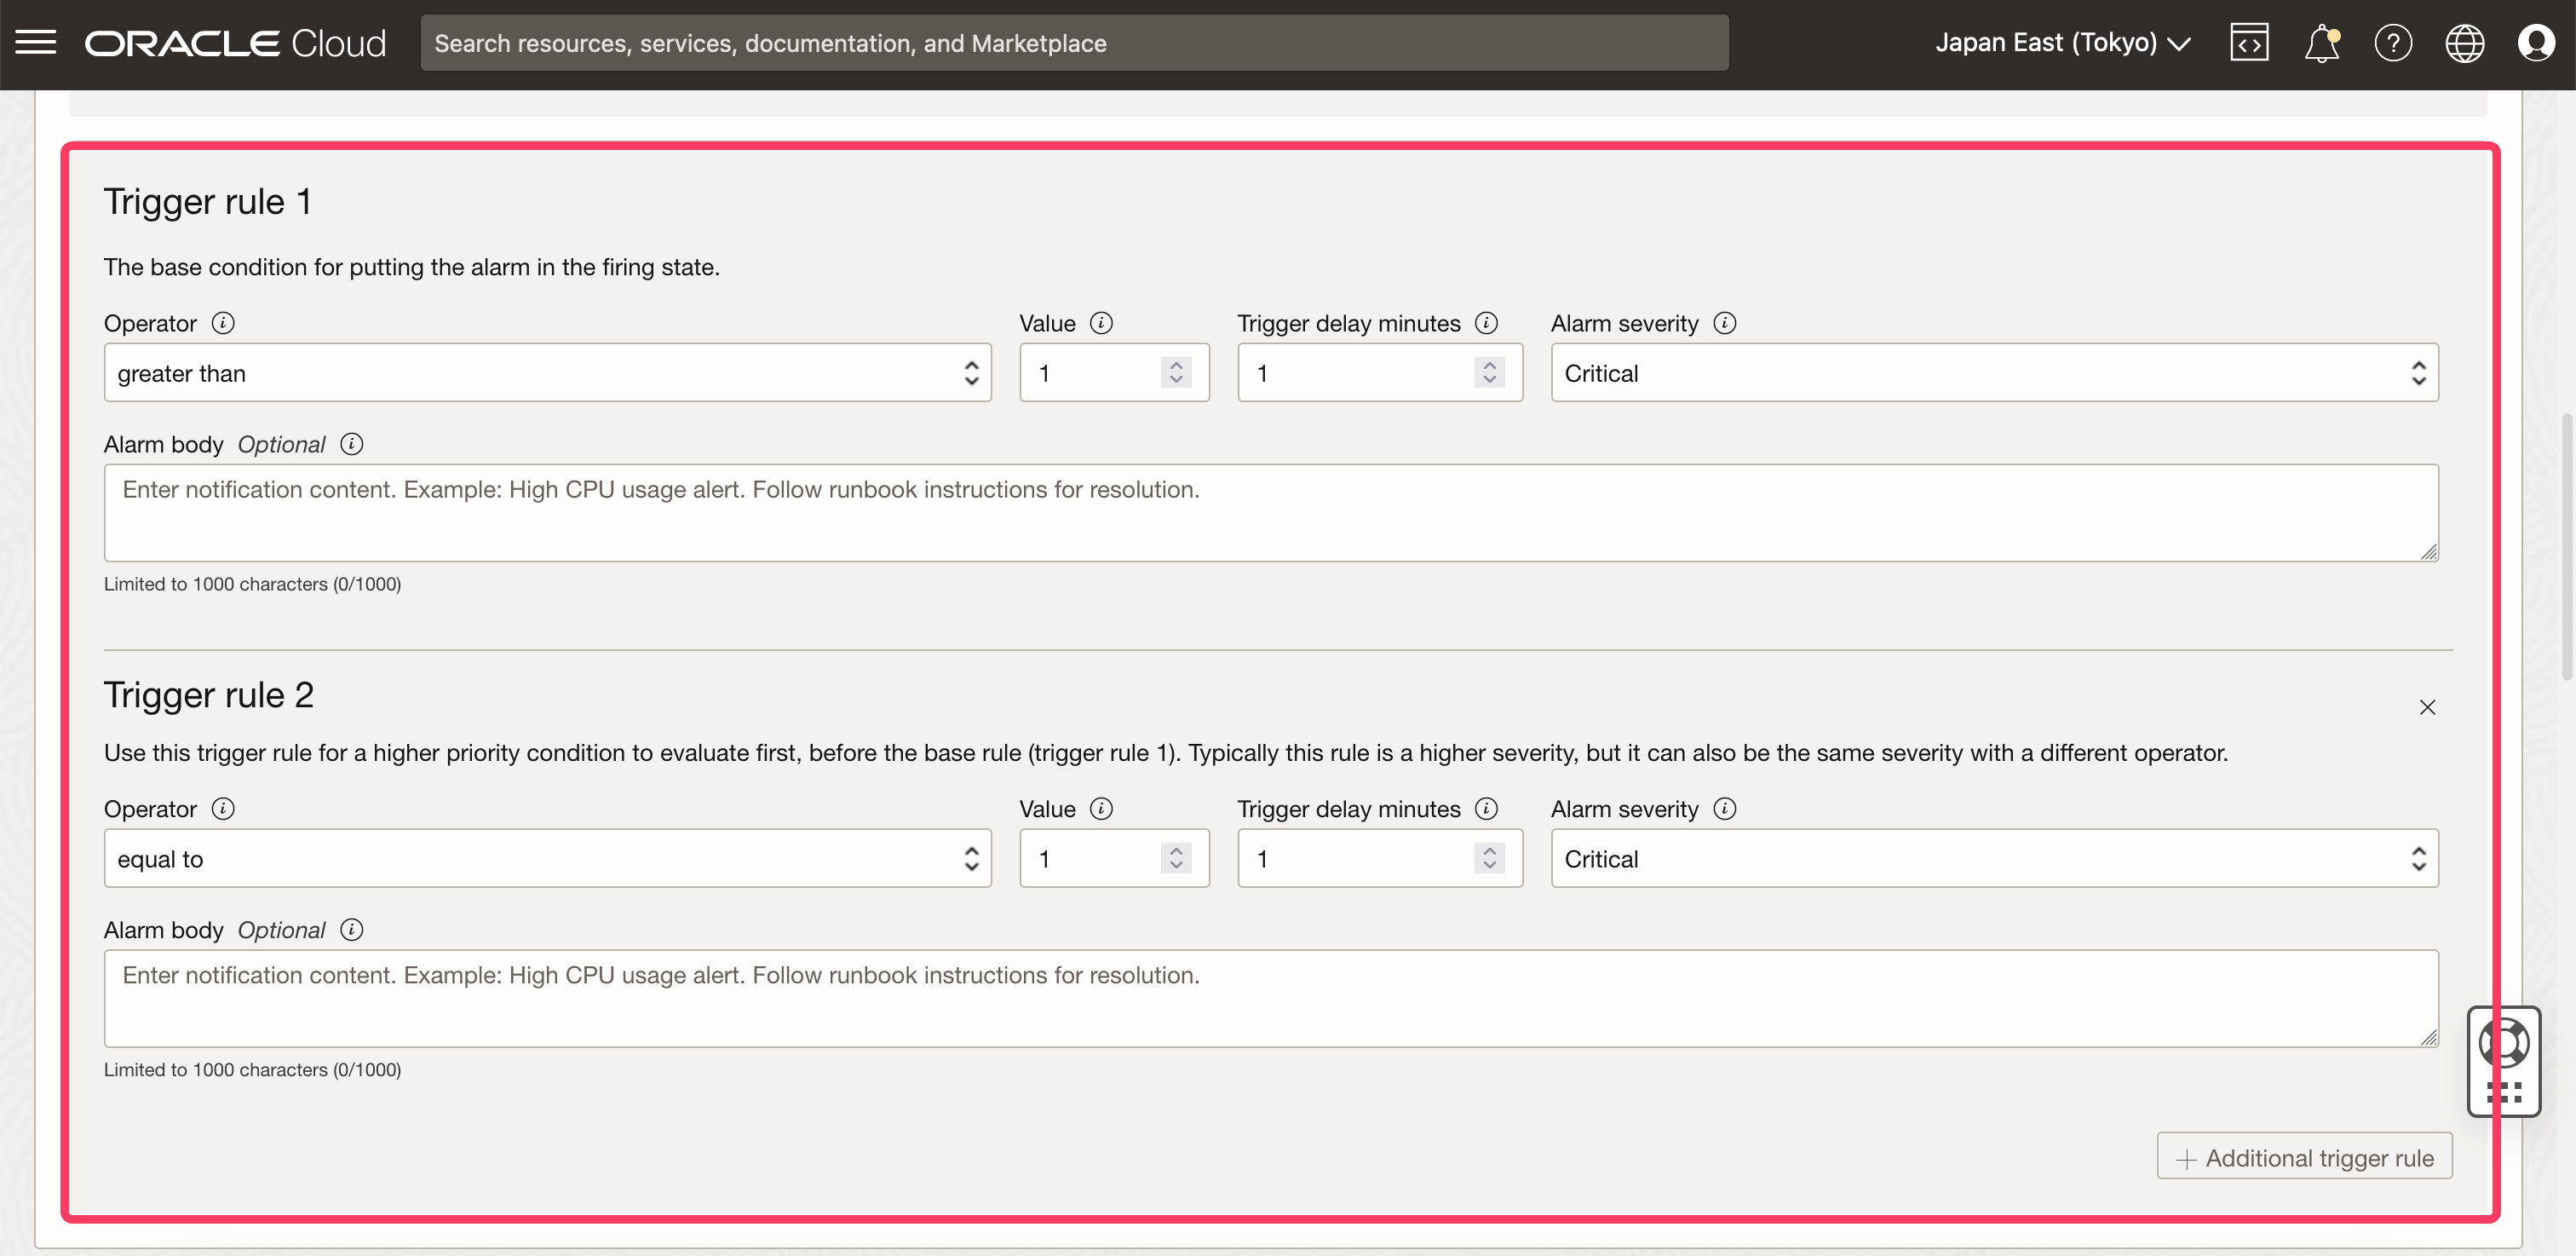 ORACLE Cloud
Search resources, services, documentation, and Marketplace
Japan East (Tokyo)
Trigger rule 1
The base condition for putting the alarm in the firing state.
Operator Value Trigger delay minutes Alarm severity
greater than 1 1 Critical
Alarm body Optional
Enter notification content. Example: High CPU usage alert. Follow runbook instructions for resolution.
Limited to 1000 characters (0/1000)
Trigger rule 2
Use this trigger rule for a higher priority condition to evaluate first, before the base rule (trigger rule 1). Typically this rule is a higher severity, but it can also be the same severity with a different operator.
Operator Value Trigger delay minutes Alarm severity
equal to 1 1 Critical
Alarm body Optional
Enter notification content. Example: High CPU usage alert. Follow runbook instructions for resolution.
Limited to 1000 characters (0/1000)
+ Additional trigger rule